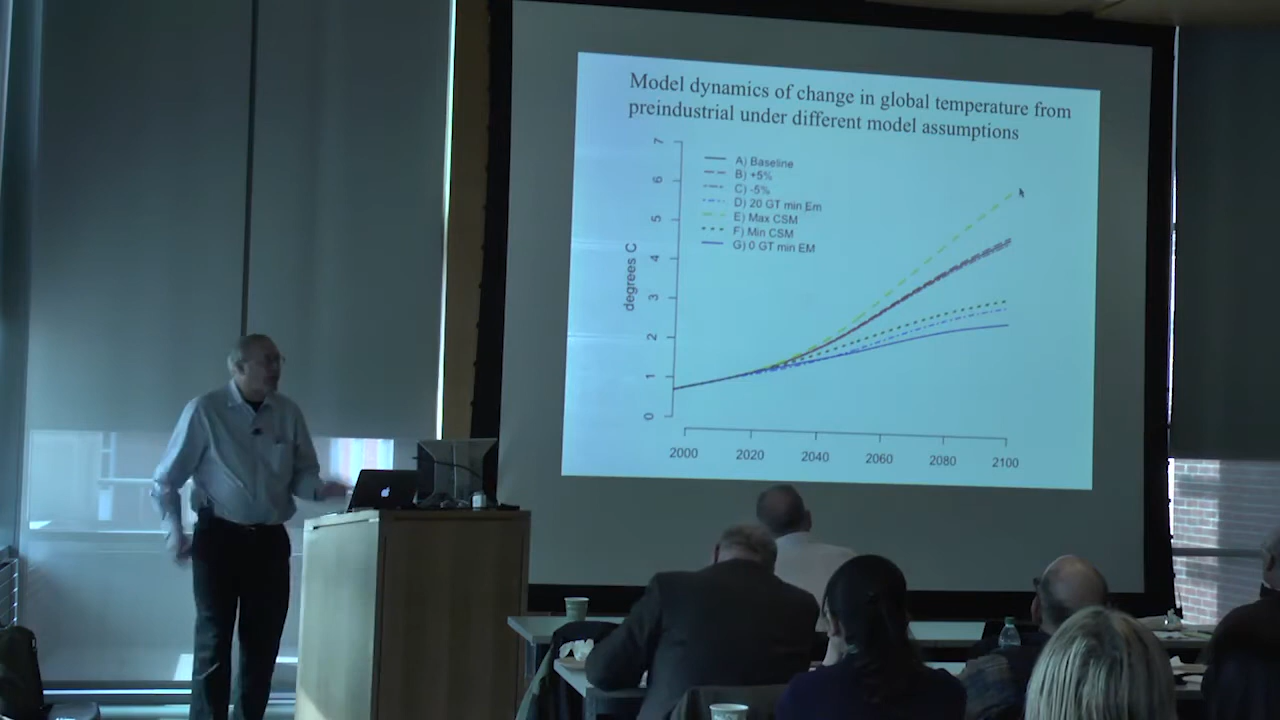 Model dynamics of change in global temperature from
preindustrial under different model assumptions
A) Baseline
B) +5%
C) -5%
D) 20 GT min Em
E) Max CSM
F) Min CSM
G) 0 GT min EM
degrees C
7
6
5
4
3
2
1
0
2000 2020 2040 2060 2080 2100